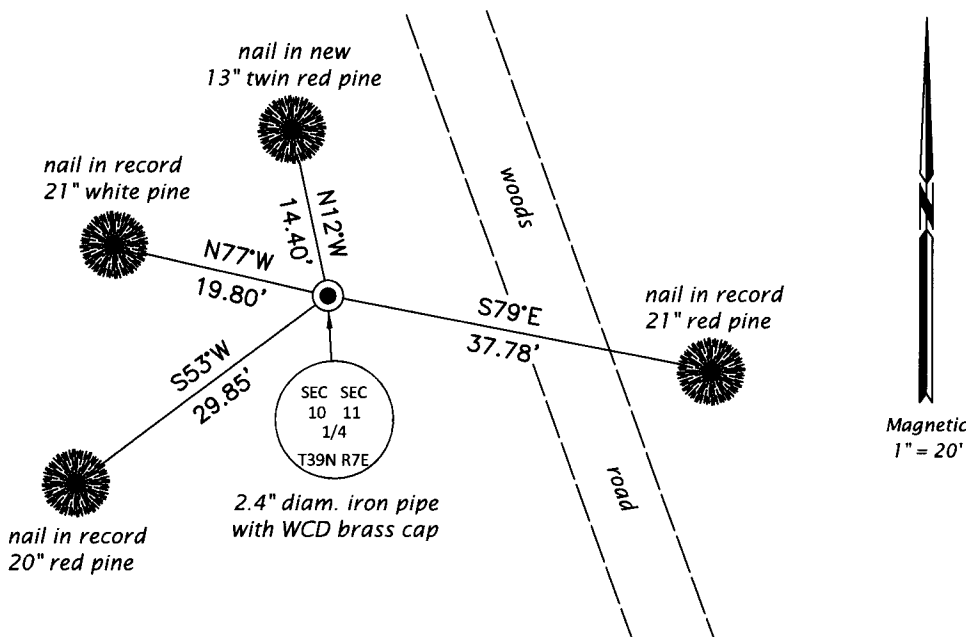 nail in new
13" twin red pine
nail in record
21" white pine
woods
N12°W
14.40'
N77°W
19.80'
S79°E
37.78'
nail in record
21" red pine
S53°W
29.85'
SEC SEC
10 11
1/4
T39N R7E
N
Magnetic
1" = 20'
2.4" diam. iron pipe
with WCD brass cap
road
nail in record
20" red pine